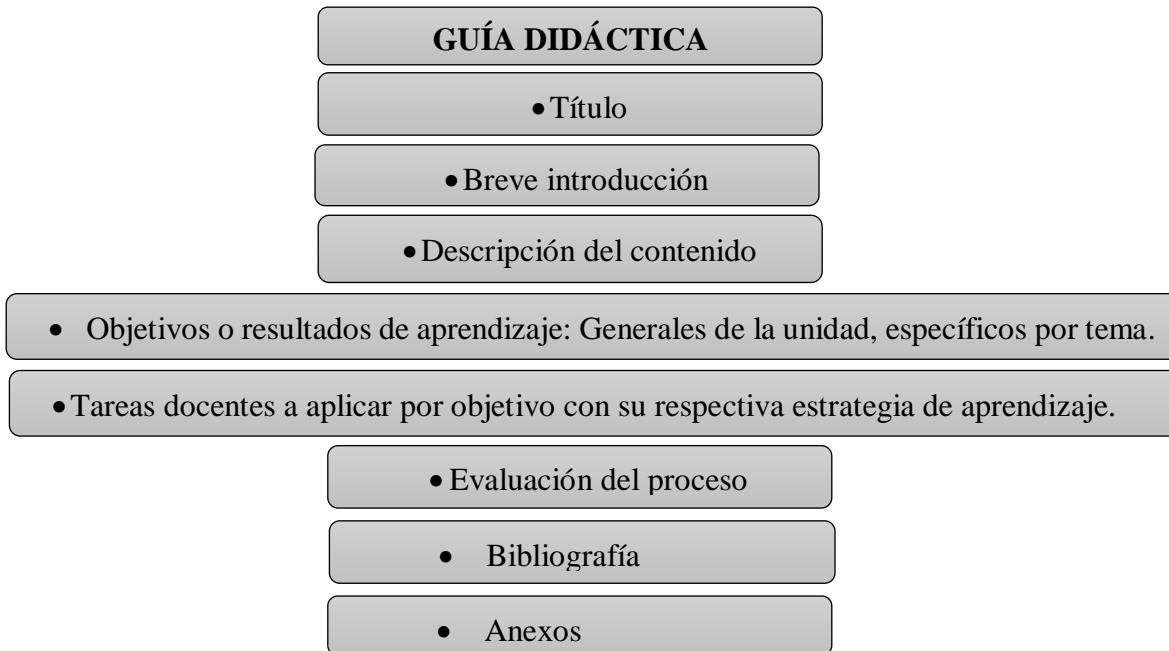 GUÍA DIDÁCTICA
• Título
• Breve introducción
• Descripción del contenido
• Objetivos o resultados de aprendizaje: Generales de la unidad, específicos por tema.
• Tareas docentes a aplicar por objetivo con su respectiva estrategia de aprendizaje.
• Evaluación del proceso
• Bibliografía
• Anexos